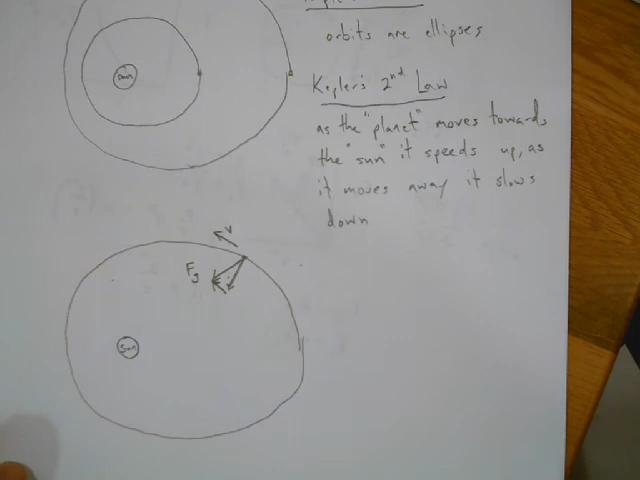 orbits are ellipses
Kepler's 2nd Law
as the "planet" moves towards
the "sun" it speeds up, as
it moves away it slows
down
Sun
v
Fg
Sun